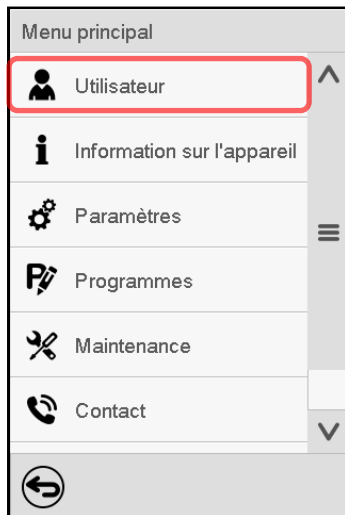 Menu principal
Utilisateur
Information sur l'appareil
Paramètres
Programmes
Maintenance
Contact